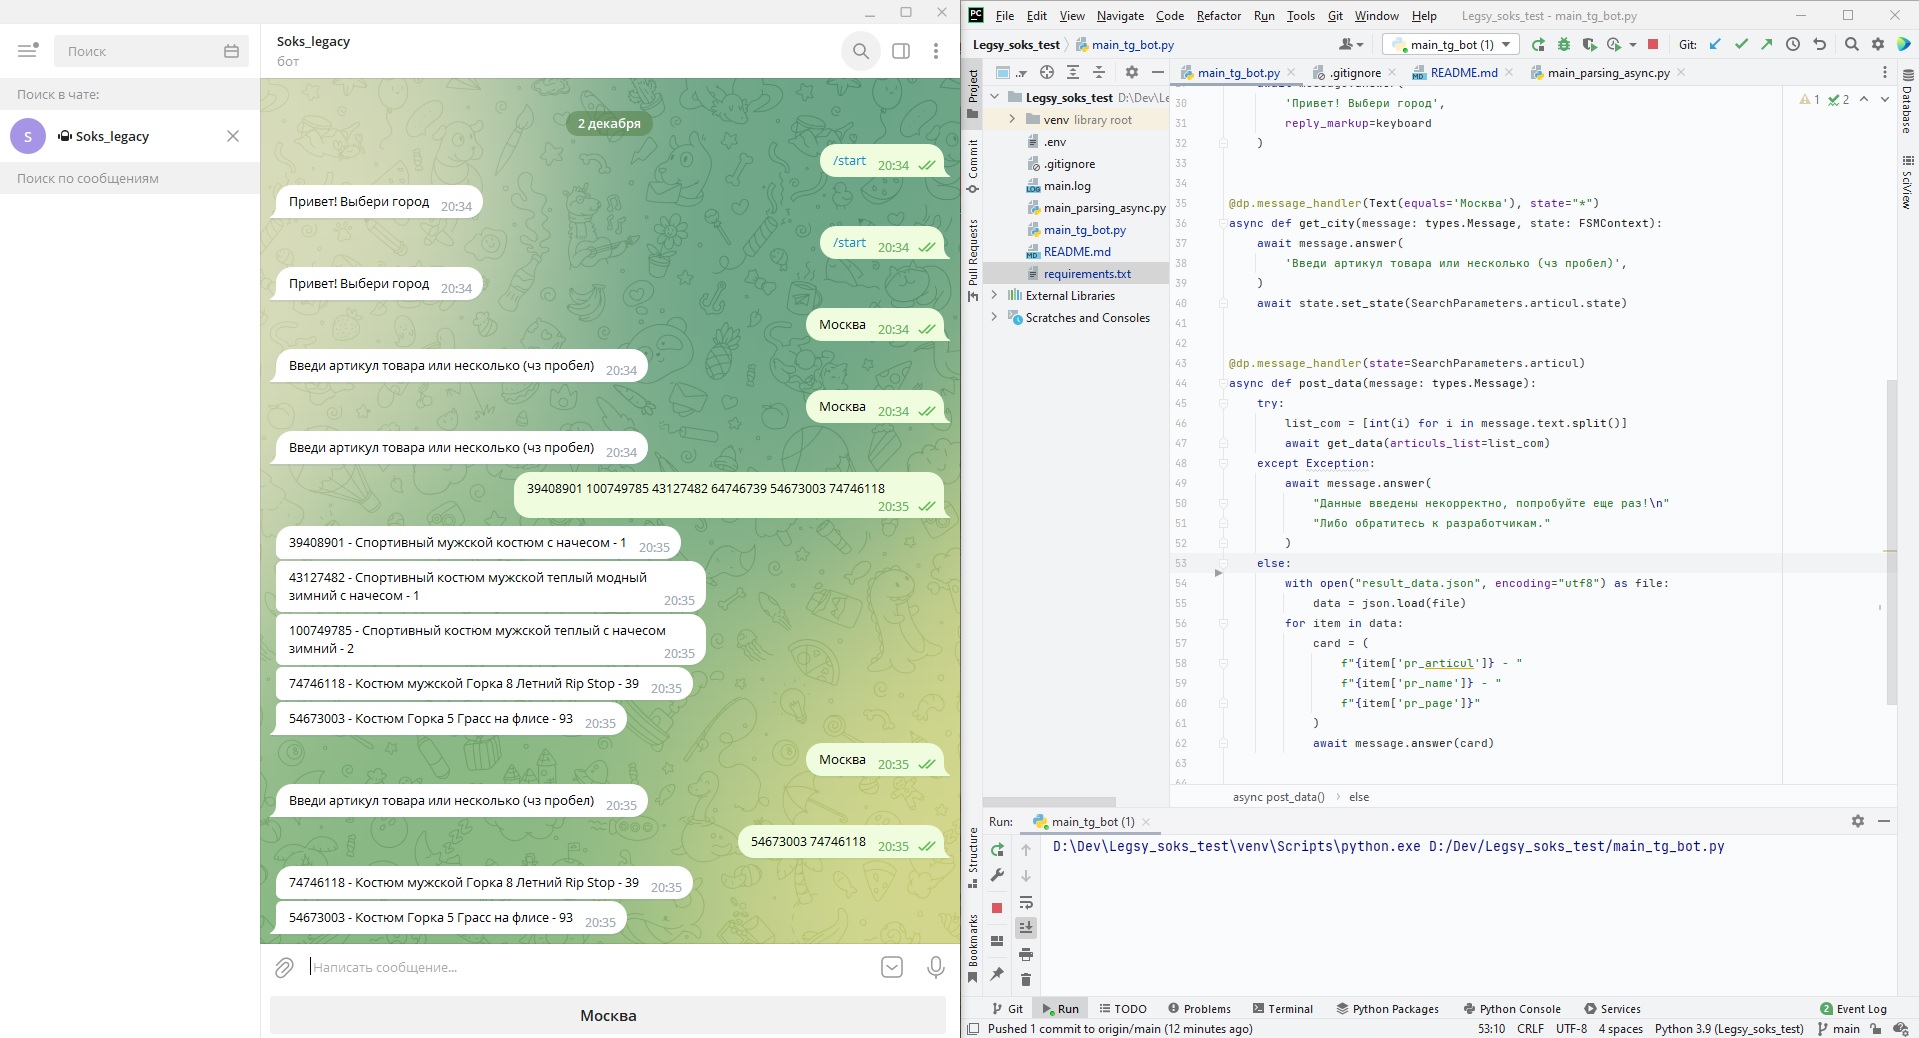 Поиск
Поиск в чате:
S
Soks_legacy
Поиск по сообщениям
Soks_legacy
бот
2 декабря
/start 20:34
Привет! Выбери город 20:34
/start 20:34
Привет! Выбери город 20:34
Москва 20:34
Введи артикул товара или несколько (чз пробел) 20:34
Москва 20:34
Введи артикул товара или несколько (чз пробел) 20:34
39408901 100749785 43127482 64746739 54673003 74746118
20:35
39408901 - Спортивный мужской костюм с начесом - 1 20:35
43127482 - Спортивный костюм мужской теплый модный
зимний с начесом - 1 20:35
100749785 - Спортивный костюм мужской теплый с начесом
зимний - 2 20:35
74746118 - Костюм мужской Горка 8 Летний Rip Stop - 39 20:35
54673003 - Костюм Горка 5 Грасс на флисе - 93 20:35
Москва 20:35
Введи артикул товара или несколько (чз пробел) 20:35
54673003 74746118 20:35
74746118 - Костюм мужской Горка 8 Летний Rip Stop - 39 20:35
54673003 - Костюм Горка 5 Грасс на флисе - 93 20:35
Написать сообщение...
Москва
PC File Edit View Navigate Code Refactor Run Tools Git Window Help Legsy_soks_test - main_tg_bot.py
Legsy_soks_test main_tg_bot.py main_tg_bot (1) Git:
main_tg_bot.py .gitignore README.md main_parsing_async.py
Project
Commit
Pull Requests
Structure
Bookmarks
Database
SciView
Legsy_soks_test D:\Dev\Le
venv library root
.env
.gitignore
main.log
main_parsing_async.py
main_tg_bot.py
README.md
requirements.txt
External Libraries
Scratches and Consoles
1 2
30 'Привет! Выбери город',
31 reply_markup=keyboard
32 )
33
34
35 @dp.message_handler(Text(equals='Москва'), state="*")
36 async def get_city(message: types.Message, state: FSMContext):
37 await message.answer(
38 'Введи артикул товара или несколько (чз пробел)',
39 )
40 await state.set_state(SearchParameters.articul.state)
41
42
43 @dp.message_handler(state=SearchParameters.articul)
44 async def post_data(message: types.Message):
45 try:
46 list_com = [int(i) for i in message.text.split()]
47 await get_data(articuls_list=list_com)
48 except Exception:
49 await message.answer(
50 "Данные введены некорректно, попробуйте еще раз!\n"
51 "Либо обратитесь к разработчикам."
52 )
53 else:
54 with open("result_data.json", encoding="utf8") as file:
55 data = json.load(file)
56 for item in data:
57 card = (
58 f"{item['pr_articul']} - "
59 f"{item['pr_name']} - "
60 f"{item['pr_page']}"
61 )
62 await message.answer(card)
63
async post_data() else
Run: main_tg_bot (1)
D:\Dev\Legsy_soks_test\venv\Scripts\python.exe D:/Dev/Legsy_soks_test/main_tg_bot.py
Git Run TODO Problems Terminal Python Packages Python Console Services 2 Event Log
Pushed 1 commit to origin/main (12 minutes ago) 53:10 CRLF UTF-8 4 spaces Python 3.9 (Legsy_soks_test) main